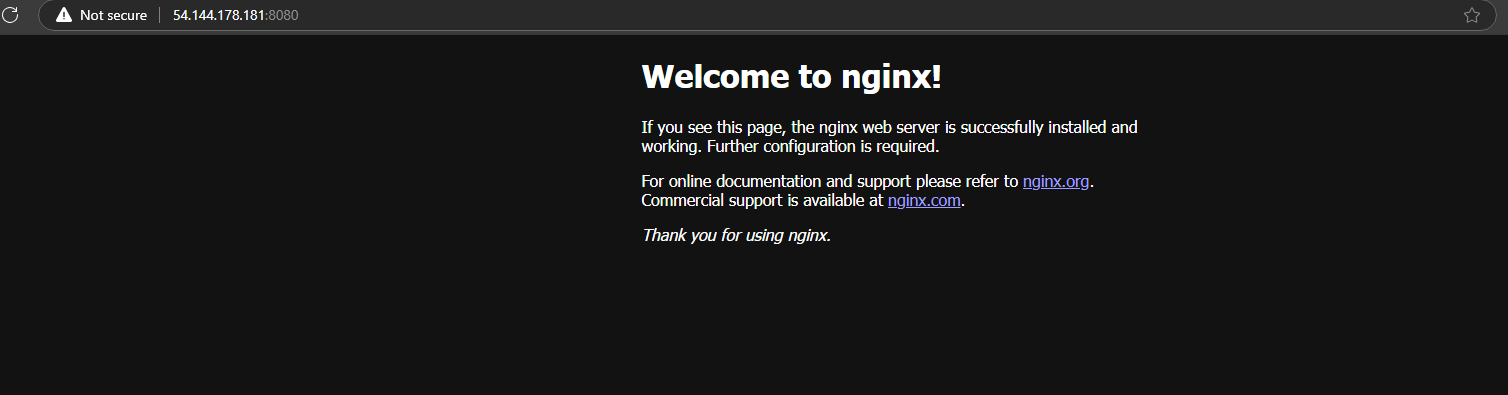 Not secure
54.144.178.181:8080
Welcome to nginx!
If you see this page, the nginx web server is successfully installed and
working. Further configuration is required.
For online documentation and support please refer to nginx.org.
Commercial support is available at nginx.com.
Thank you for using nginx.